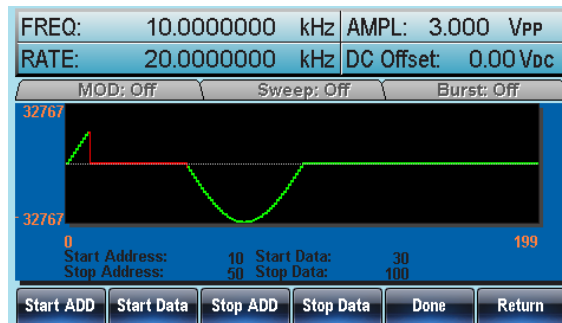 FREQ: 10.0000000 kHz AMPL: 3.000 VPP
RATE: 20.0000000 kHz DC Offset: 0.00 VDC
MOD: Off Sweep: Off Burst: Off
32767
- 32767
0 199
Start Address: 10 Start Data: 30
Stop Address: 50 Stop Data: 100
Start ADD Start Data Stop ADD Stop Data Done Return